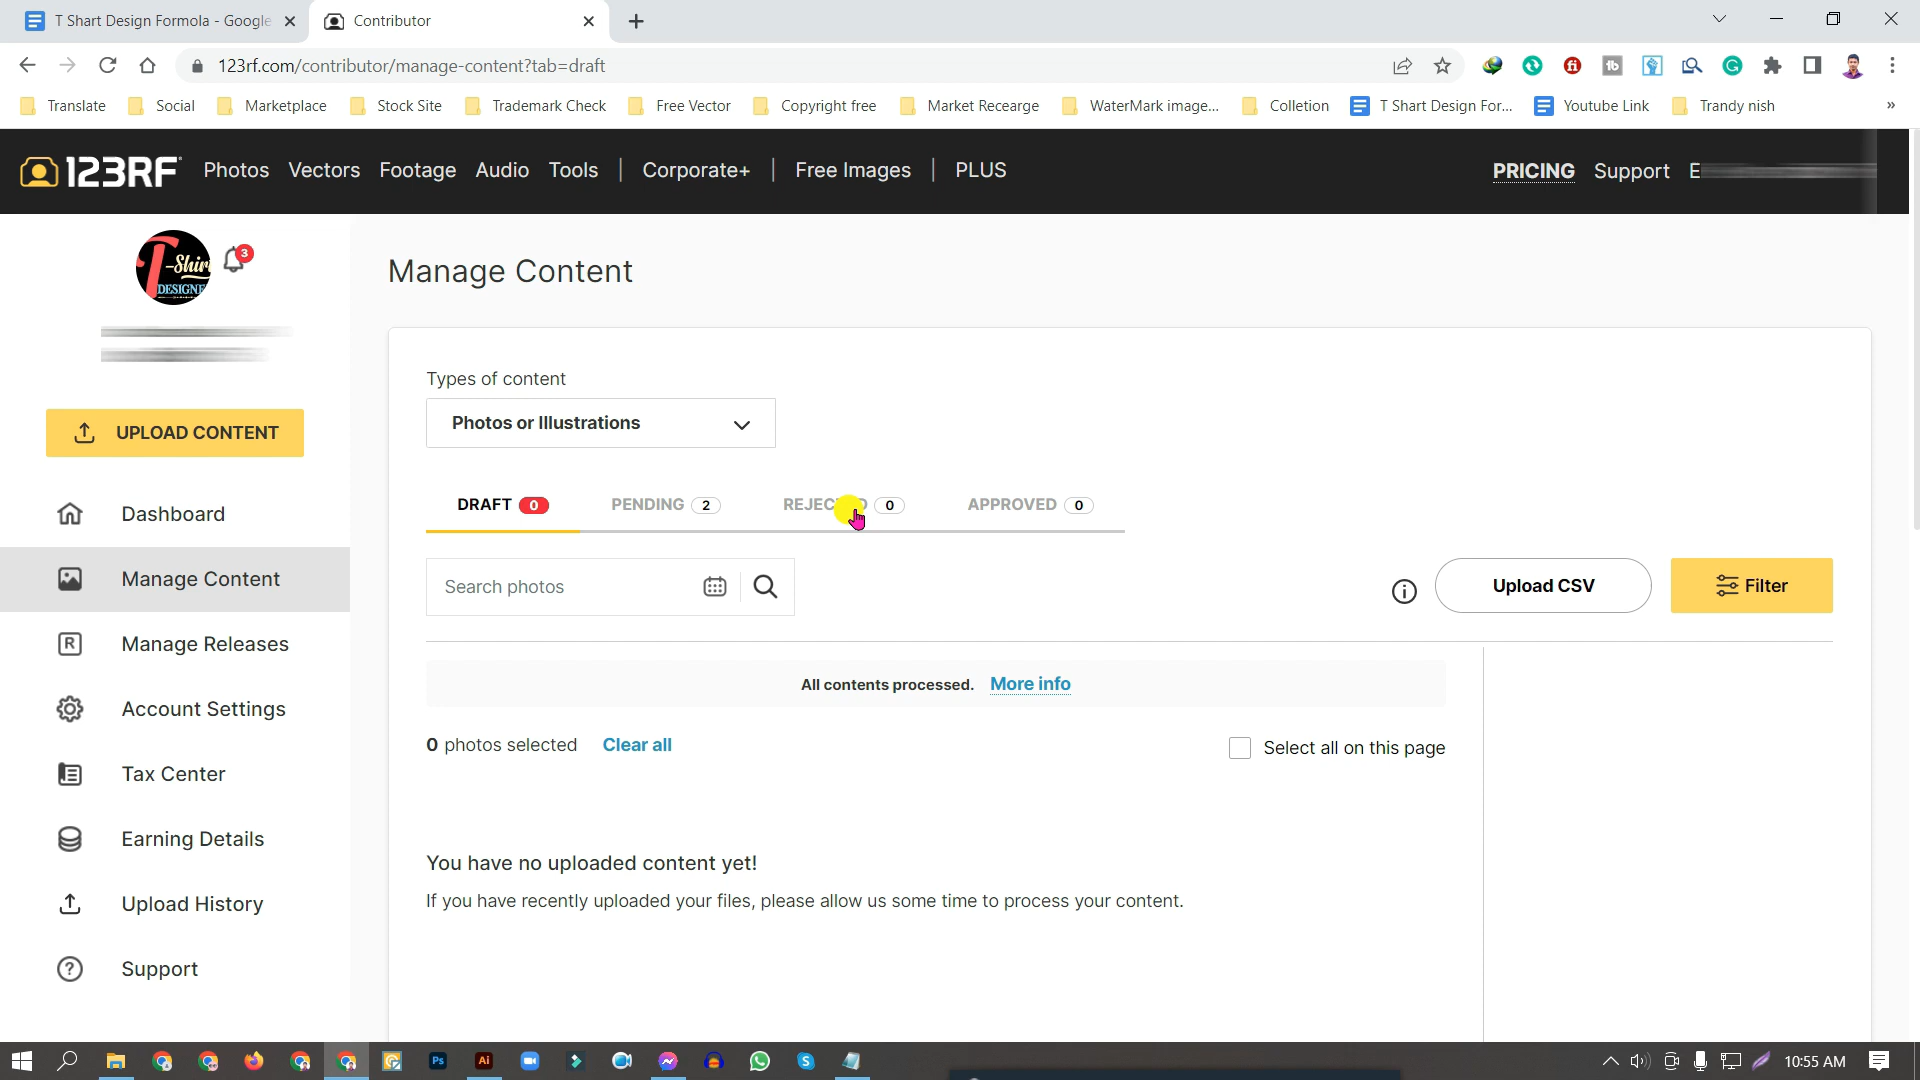 T Shart Design Formola - Google
Contributor
123rf.com/contributor/manage-content?tab=draft
Translate Social Marketplace Stock Site Trademark Check Free Vector Copyright free Market Recearge WaterMark image... Colletion T Shart Design For... Youtube Link Trandy nish »
123RF Photos Vectors Footage Audio Tools | Corporate+ | Free Images | PLUS PRICING Support E
T-Shirt DESIGNE 3
Manage Content
Types of content
Photos or Illustrations
UPLOAD CONTENT
DRAFT 0 PENDING 2 REJECTED 0 APPROVED 0
Dashboard
Manage Content
Manage Releases
Account Settings
Tax Center
Earning Details
Upload History
Support
Search photos
Upload CSV
Filter
All contents processed. More info
0 photos selected Clear all
Select all on this page
You have no uploaded content yet!
If you have recently uploaded your files, please allow us some time to process your content.
Ps Ai 10:55 AM